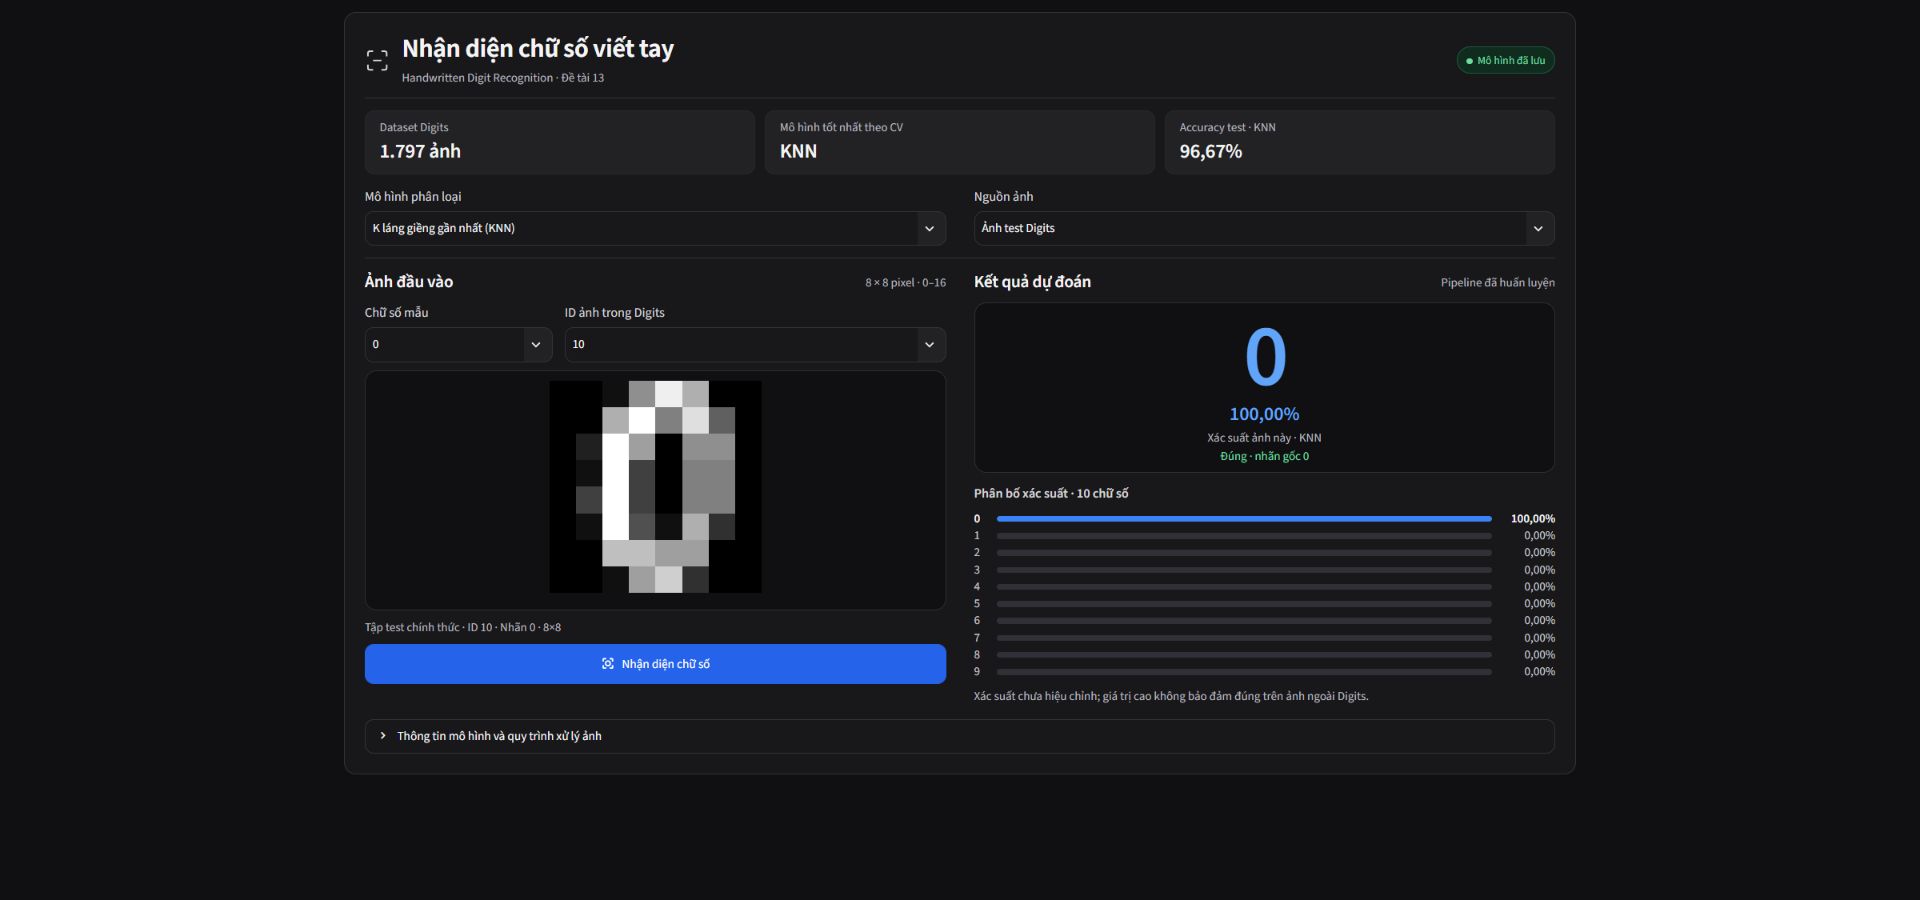 Nhận diện chữ số viết tay
Handwritten Digit Recognition · Đề tài 13
Mô hình đã lưu
Dataset Digits
1.797 ảnh
Mô hình tốt nhất theo CV
KNN
Accuracy test · KNN
96,67%
Mô hình phân loại
K láng giềng gần nhất (KNN)
Nguồn ảnh
Ảnh test Digits
Ảnh đầu vào
8 × 8 pixel · 0–16
Chữ số mẫu
0
ID ảnh trong Digits
10
Tập test chính thức · ID 10 · Nhãn 0 · 8×8
Nhận diện chữ số
Kết quả dự đoán
Pipeline đã huấn luyện
0
100,00%
Xác suất ảnh này · KNN
Đúng · nhãn gốc 0
Phân bố xác suất · 10 chữ số
0 100,00%
1 0,00%
2 0,00%
3 0,00%
4 0,00%
5 0,00%
6 0,00%
7 0,00%
8 0,00%
9 0,00%
Xác suất chưa hiệu chỉnh; giá trị cao không bảo đảm đúng trên ảnh ngoài Digits.
Thông tin mô hình và quy trình xử lý ảnh